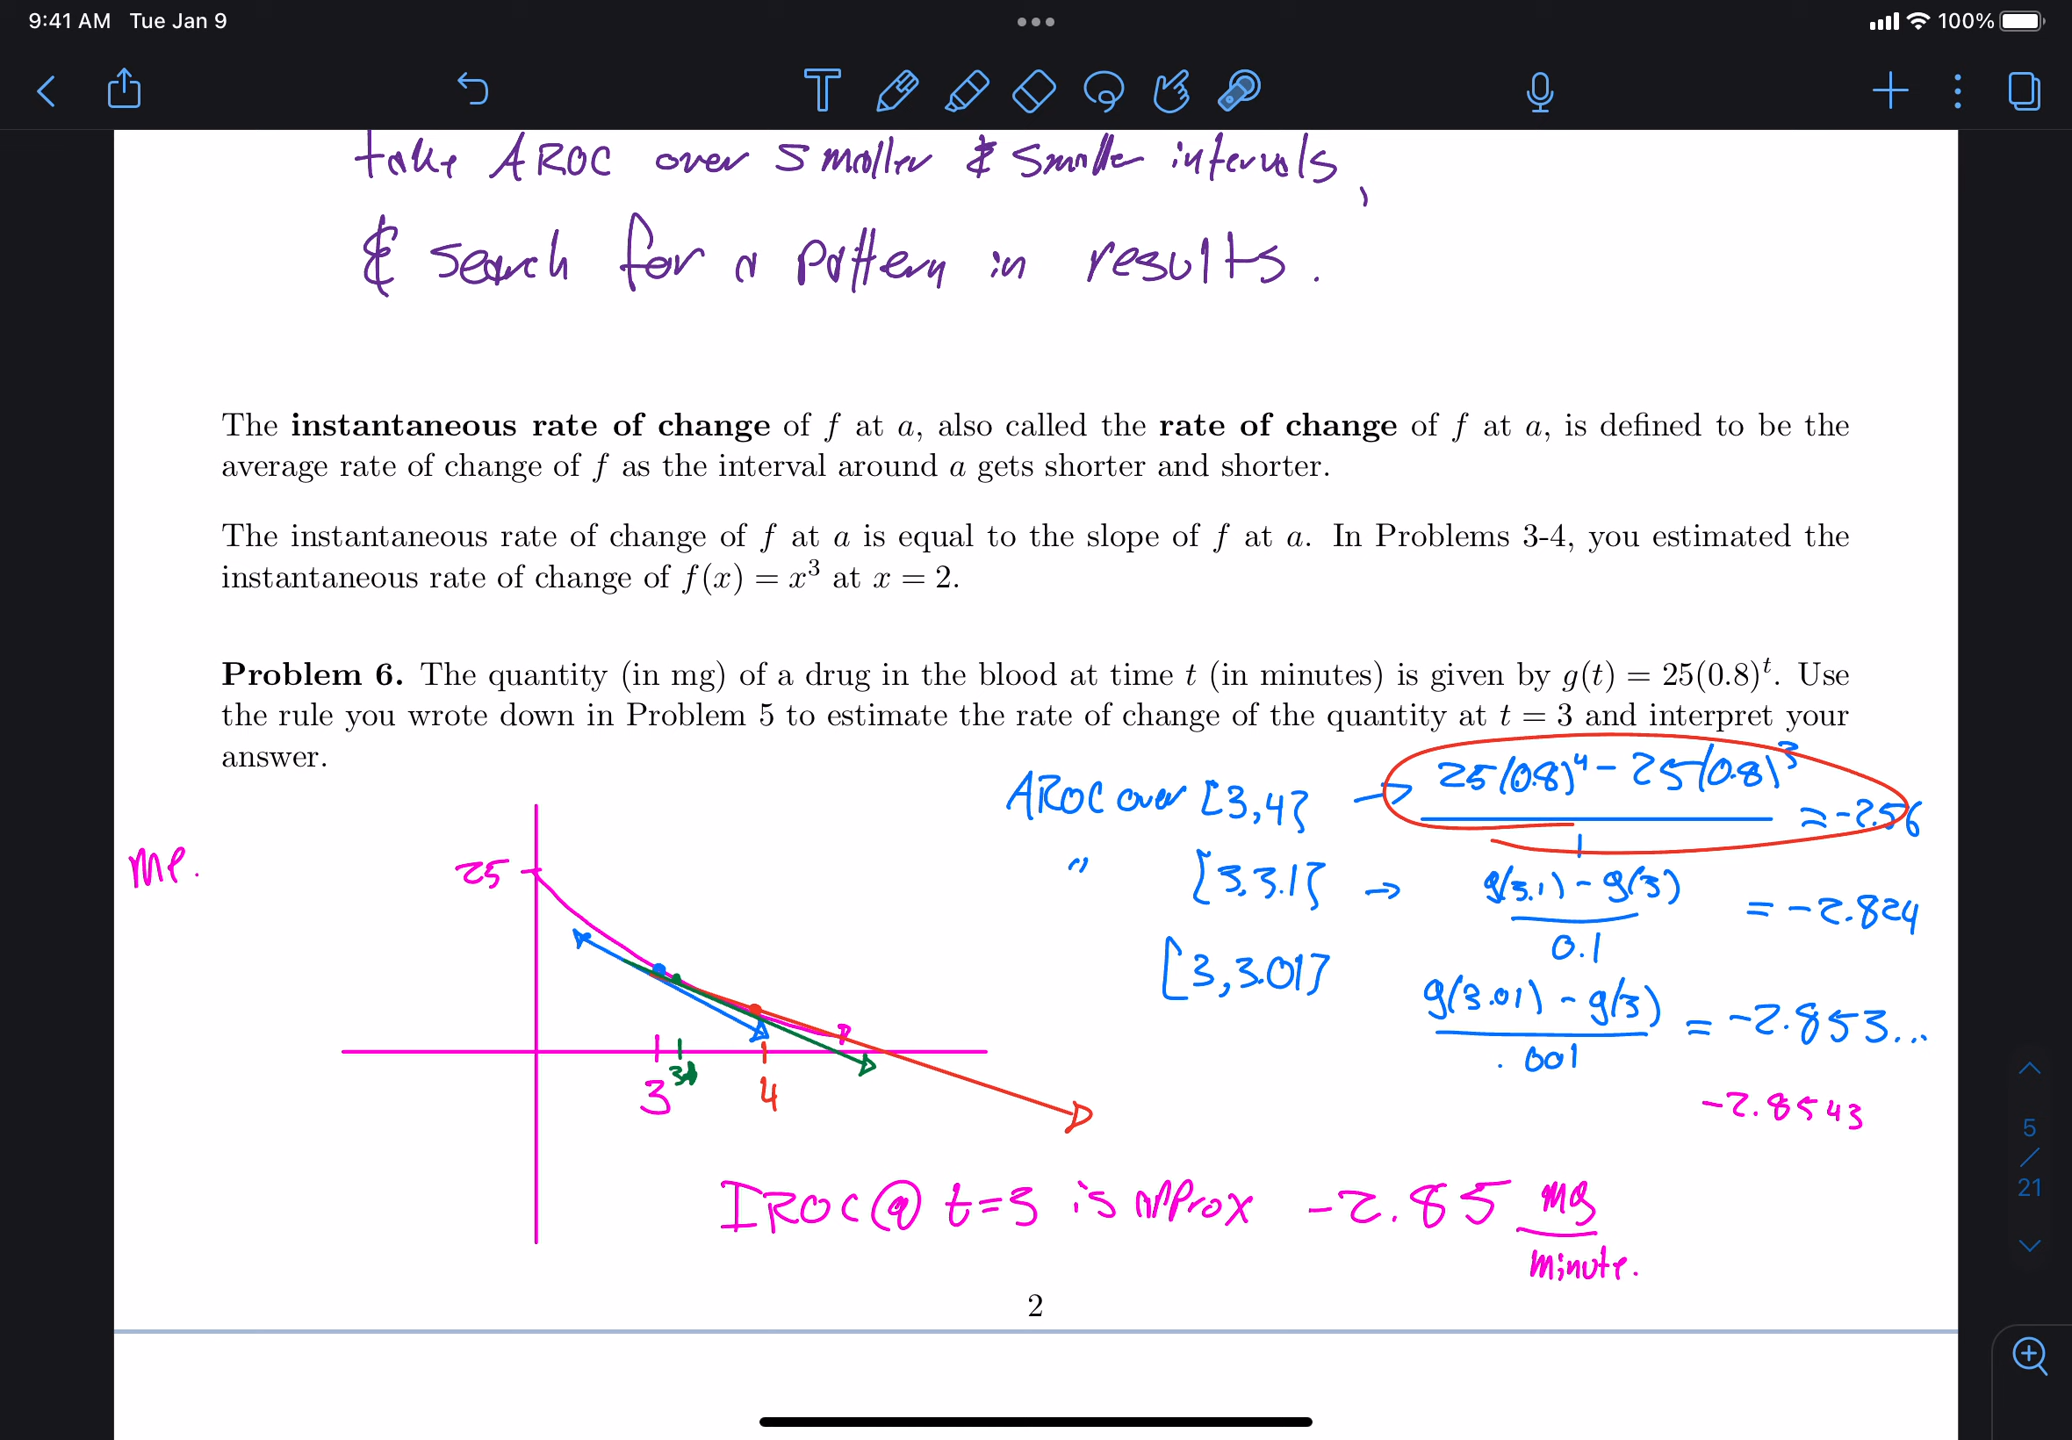 9:41 AM Tue Jan 9
100%
take AROC over smaller & smaller intervals,
& search for a pattern in results.
The instantaneous rate of change of f at a, also called the rate of change of f at a, is defined to be the
average rate of change of f as the interval around a gets shorter and shorter.
The instantaneous rate of change of f at a is equal to the slope of f at a. In Problems 3-4, you estimated the
instantaneous rate of change of f(x) = x³ at x = 2.
Problem 6. The quantity (in mg) of a drug in the blood at time t (in minutes) is given by g(t) = 25(0.8)ᵗ. Use
the rule you wrote down in Problem 5 to estimate the rate of change of the quantity at t = 3 and interpret your
answer.
AROC over [3,4] → 25(0.8)⁴ - 25(0.8)³ / 1 = -2.56
" [3,3.1] → g(3.1) - g(3) / 0.1 = -2.824
[3,3.01] g(3.01) - g(3) / .001 = -2.853...
-2.8543
25
3
4
IROC @ t=3 is approx -2.85 mg / minute.
2
5
/
21